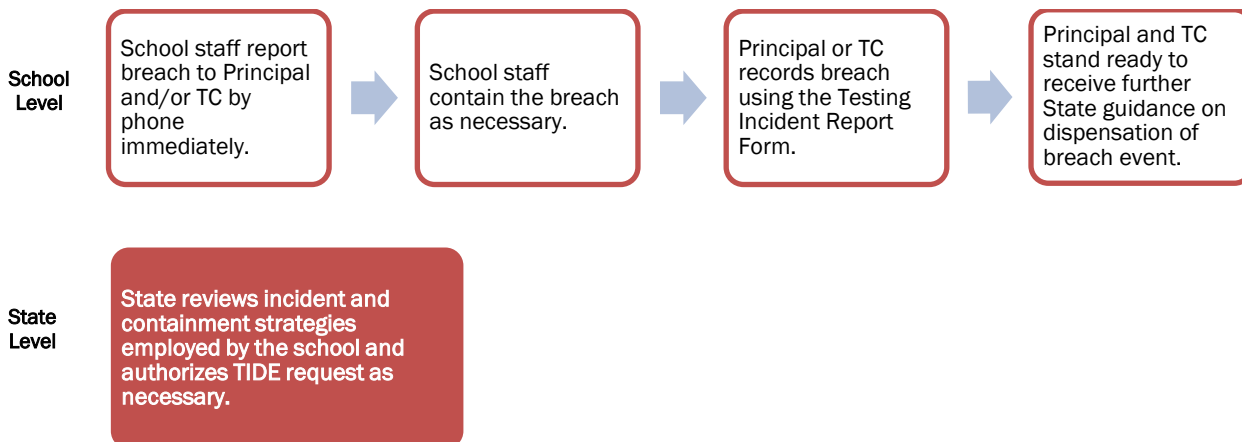 School
Level
School staff report
breach to Principal
and/or TC by
phone
immediately.
School staff
contain the breach
as necessary.
Principal or TC
records breach
using the Testing
Incident Report
Form.
Principal and TC
stand ready to
receive further
State guidance on
dispensation of
breach event.
State
Level
State reviews incident and
containment strategies
employed by the school and
authorizes TIDE request as
necessary.